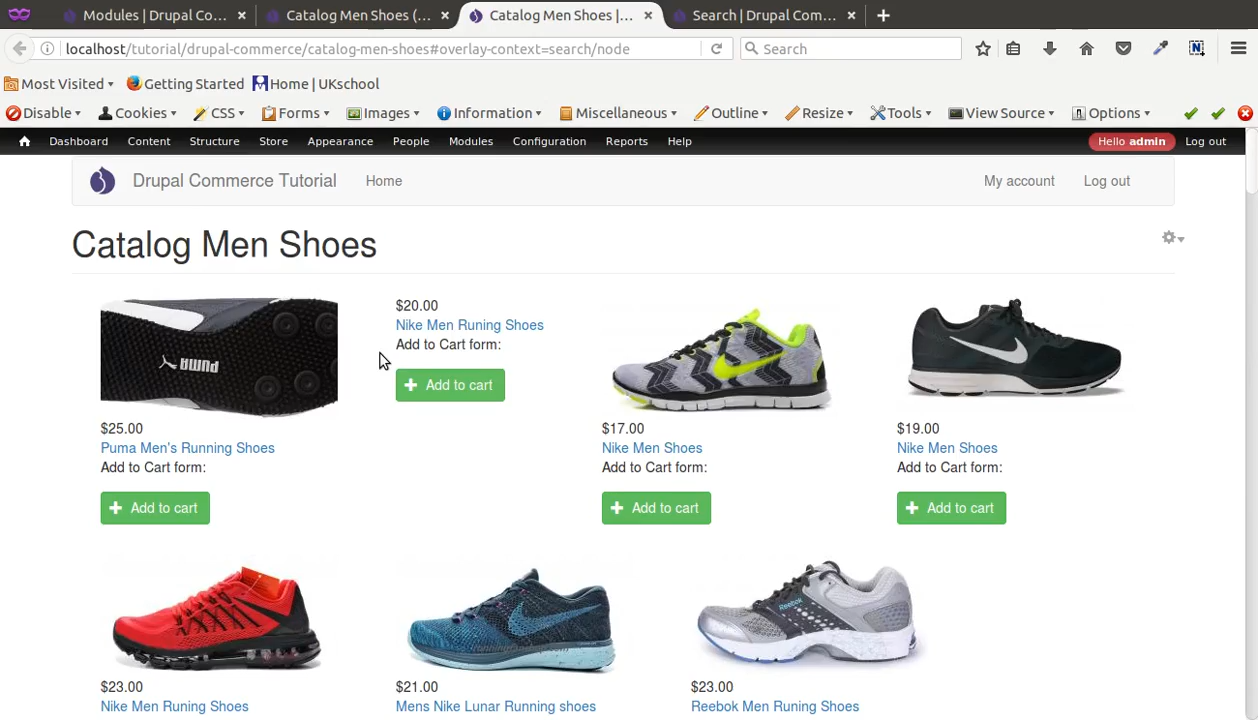 Modules | Drupal Co... × Catalog Men Shoes (... × Catalog Men Shoes |... × Search | Drupal Com... ×
localhost/tutorial/drupal-commerce/catalog-men-shoes#overlay-context=search/node Search
Most Visited Getting Started Home | UKschool
Disable Cookies CSS Forms Images Information Miscellaneous Outline Resize Tools View Source Options
Dashboard Content Structure Store Appearance People Modules Configuration Reports Help Hello admin Log out
Drupal Commerce Tutorial Home My account Log out
Catalog Men Shoes
PUMA
$25.00
Puma Men's Running Shoes
Add to Cart form:
Add to cart
$20.00
Nike Men Runing Shoes
Add to Cart form:
Add to cart
$17.00
Nike Men Shoes
Add to Cart form:
Add to cart
$19.00
Nike Men Shoes
Add to Cart form:
Add to cart
$23.00
Nike Men Runing Shoes
$21.00
Mens Nike Lunar Running shoes
Reebok
$23.00
Reebok Men Runing Shoes